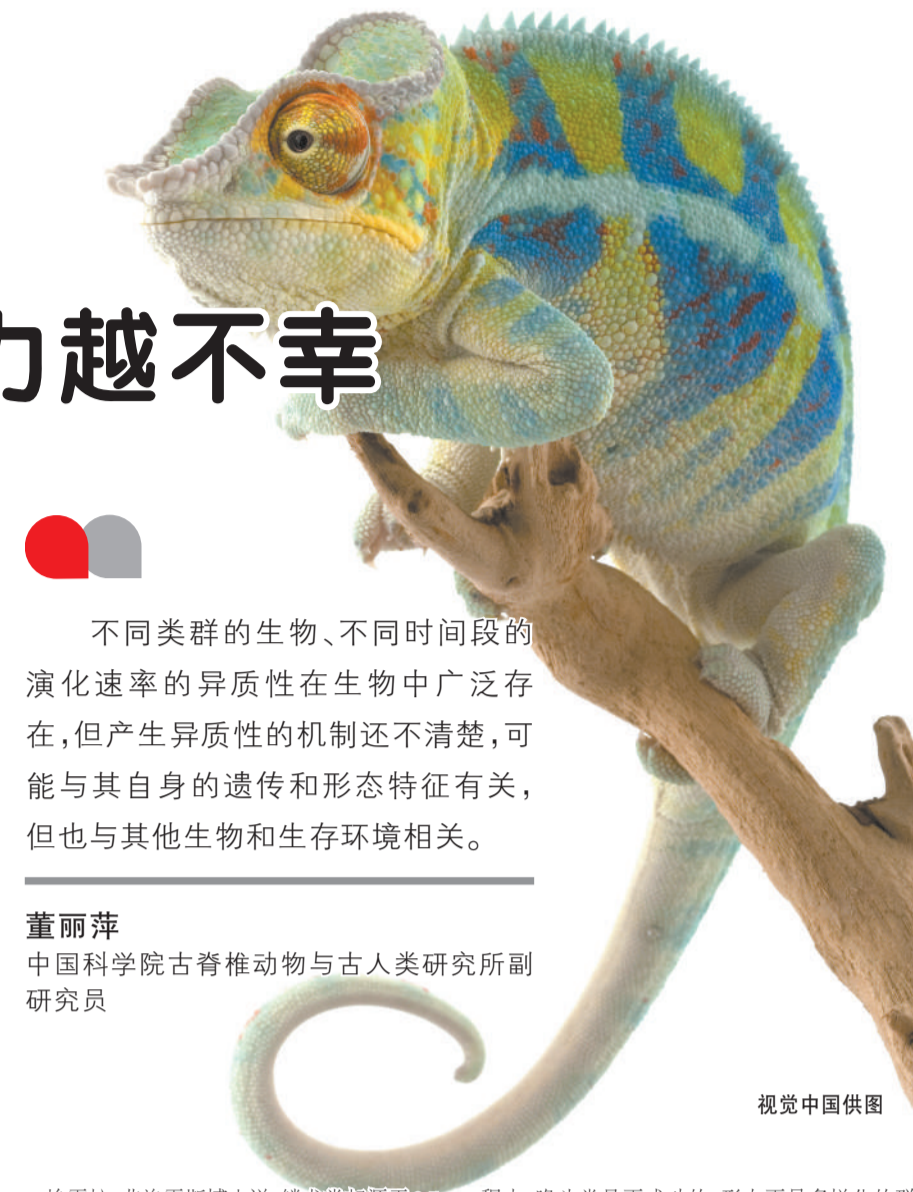 越不幸
不同类群的生物、不同时间段的
演化速率的异质性在生物中广泛存
在,但产生异质性的机制还不清楚,可
能与其自身的遗传和形态特征有关,
但也与其他生物和生存环境相关。
董丽萍
中国科学院古脊椎动物与古人类研究所副
研究员
视觉中国供图